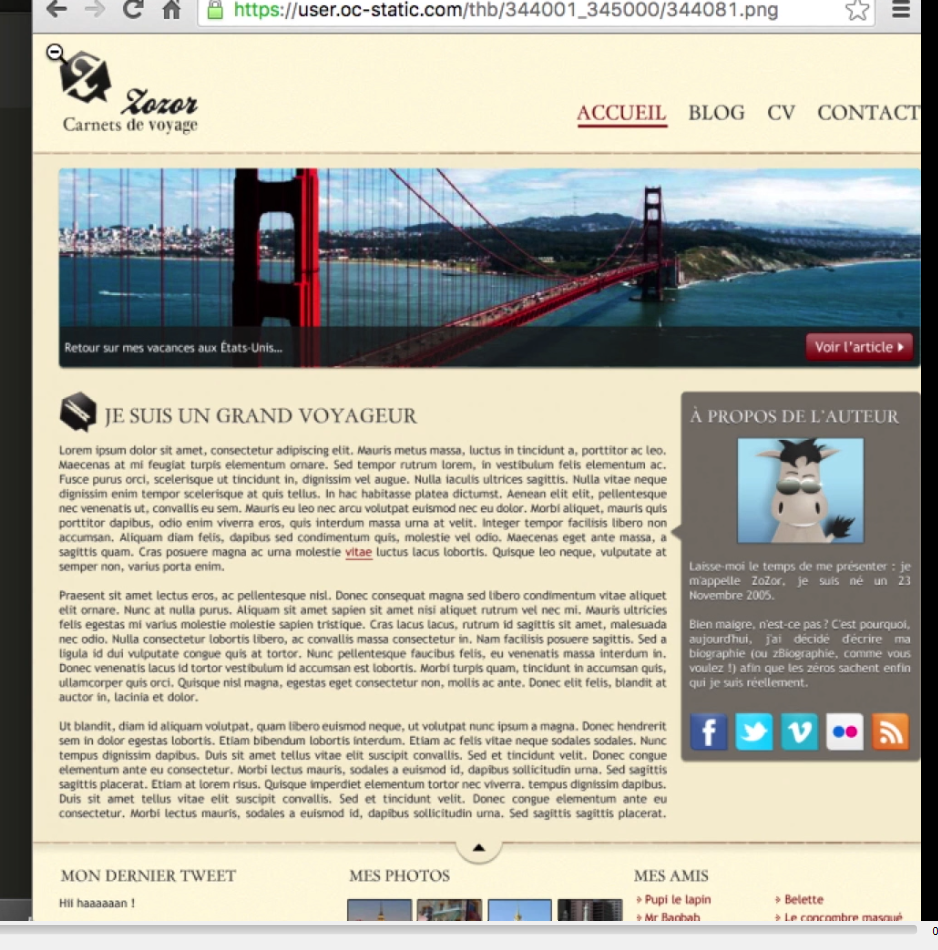 https://user.oc-static.com/thb/344001_345000/344081.png
Zozor
Carnets de voyage
ACCUEIL BLOG CV CONTACT
Retour sur mes vacances aux États-Unis...
Voir l'article
JE SUIS UN GRAND VOYAGEUR
Lorem ipsum dolor sit amet, consectetur adipiscing elit. Mauris metus massa, luctus in tincidunt a, porttitor ac leo.
Maecenas at mi feugiat turpis elementum ornare. Sed tempor rutrum lorem, in vestibulum felis elementum ac.
Fusce purus orci, scelerisque ut tincidunt in, dignissim vel augue. Nulla iaculis ultrices sagittis. Nulla vitae neque
dignissim enim tempor scelerisque at quis tellus. In hac habitasse platea dictumst. Aenean elit elit, pellentesque
nec venenatis ut, convallis eu sem. Mauris eu leo nec arcu volutpat euismod nec eu dolor. Morbi aliquet, mauris quis
porttitor dapibus, odio enim viverra eros, quis interdum massa urna at velit. Integer tempor facilisis libero non
accumsan. Aliquam diam felis, dapibus sed condimentum quis, molestie vel odio. Maecenas eget ante massa, a
sagittis quam. Cras posuere magna ac urna molestie vitae luctus lacus lobortis. Quisque leo neque, vulputate at
semper non, varius porta enim.
Praesent sit amet lectus eros, ac pellentesque nisl. Donec consequat magna sed libero condimentum vitae aliquet
elit ornare. Nunc at nulla purus. Aliquam sit amet sapien sit amet nisi aliquet rutrum vel nec mi. Mauris ultricies
felis egestas mi varius molestie molestie sapien tristique. Cras lacus lacus, rutrum id sagittis sit amet, malesuada
nec odio. Nulla consectetur lobortis libero, ac convallis massa consectetur in. Nam facilisis posuere sagittis. Sed a
ligula id dui vulputate congue quis at tortor. Nunc pellentesque faucibus felis, eu venenatis massa interdum in.
Donec venenatis lacus id tortor vestibulum id accumsan est lobortis. Morbi turpis quam, tincidunt in accumsan quis,
ullamcorper quis orci. Quisque nisl magna, egestas eget consectetur non, mollis ac ante. Donec elit felis, blandit at
auctor in, lacinia et dolor.
Ut blandit, diam id aliquam volutpat, quam libero euismod neque, ut volutpat nunc ipsum a magna. Donec hendrerit
sem in dolor egestas lobortis. Etiam bibendum lobortis interdum. Etiam ac felis vitae neque sodales sodales. Nunc
tempus dignissim dapibus. Duis sit amet tellus vitae elit suscipit convallis. Sed et tincidunt velit. Donec congue
elementum ante eu consectetur. Morbi lectus mauris, sodales a euismod id, dapibus sollicitudin urna. Sed sagittis
sagittis placerat. Etiam at lorem risus. Quisque imperdiet elementum tortor nec viverra. tempus dignissim dapibus.
Duis sit amet tellus vitae elit suscipit convallis. Sed et tincidunt velit. Donec congue elementum ante eu
consectetur. Morbi lectus mauris, sodales a euismod id, dapibus sollicitudin urna. Sed sagittis sagittis placerat.
À PROPOS DE L'AUTEUR
Laisse-moi le temps de me présenter : je
m'appelle ZoZor, je suis né un 23
Novembre 2005.
Bien maigre, n'est-ce pas ? C'est pourquoi,
aujourd'hui, j'ai décidé d'écrire ma
biographie (ou zBiographie, comme vous
voulez !) afin que les zéros sachent enfin
qui je suis réellement.
MON DERNIER TWEET
Hii haaaaaan !
MES PHOTOS
MES AMIS
Pupi le lapin
Mr Baobab
Belette
Le concombre masqué
0